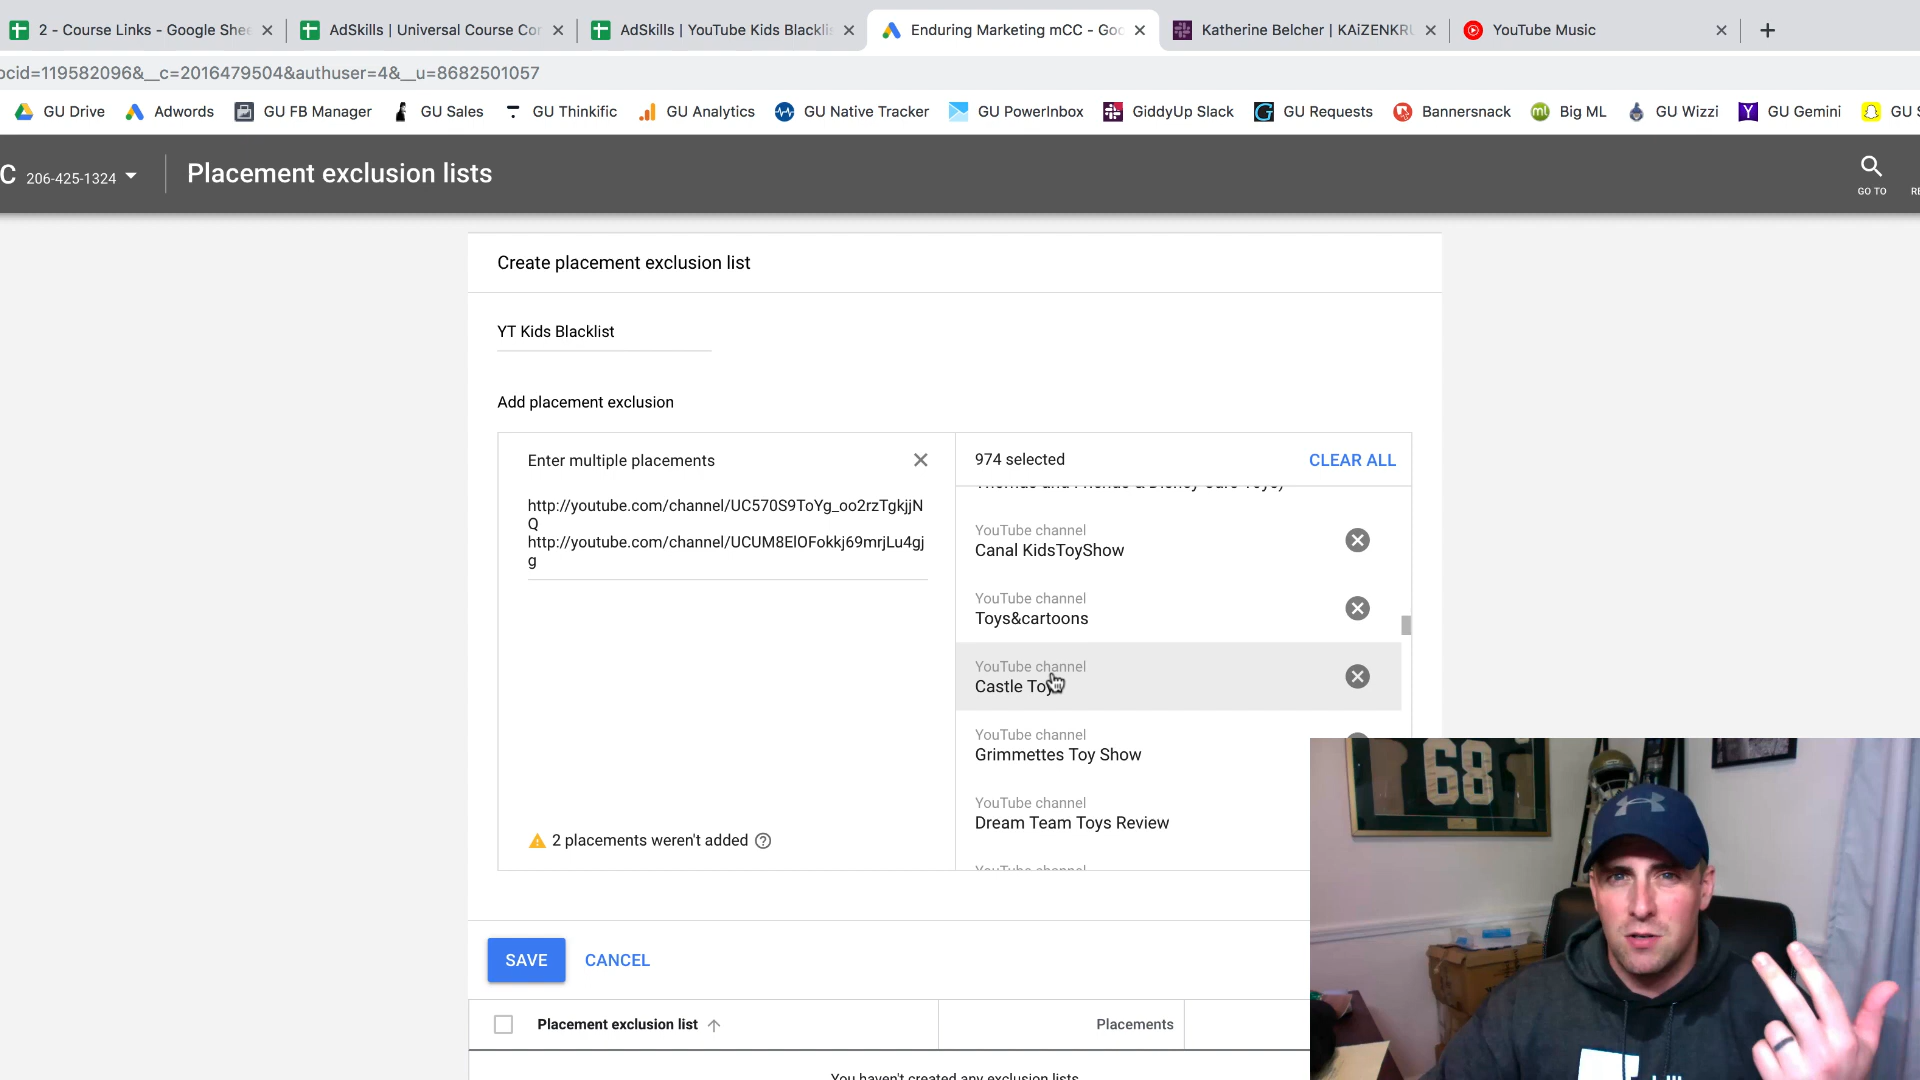 2 - Course Links - Google She
AdSkills | Universal Course Cor
AdSkills | YouTube Kids Blacklis
Enduring Marketing mCC - Goo
Katherine Belcher | KAiZENKRU
YouTube Music
ocid=119582096&__c=2016479504&authuser=4&__u=8682501057
GU Drive
Adwords
GU FB Manager
GU Sales
GU Thinkific
GU Analytics
GU Native Tracker
GU PowerInbox
GiddyUp Slack
GU Requests
Bannersnack
Big ML
GU Wizzi
GU Gemini
GU S
C 206-425-1324
Placement exclusion lists
GO TO
RE
Create placement exclusion list
YT Kids Blacklist
Add placement exclusion
Enter multiple placements
974 selected
CLEAR ALL
http://youtube.com/channel/UC570S9ToYg_oo2rzTgkjjN
Q
http://youtube.com/channel/UCUM8ElOFokkj69mrjLu4gj
g
YouTube channel
Canal KidsToyShow
YouTube channel
Toys&cartoons
YouTube channel
Castle Toys
YouTube channel
Grimmettes Toy Show
YouTube channel
Dream Team Toys Review
YouTube channel
2 placements weren't added
SAVE
CANCEL
Placement exclusion list
Placements
You haven't created any exclusion lists
68